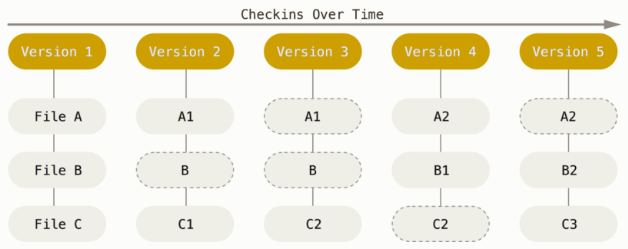 Checkins Over Time
Version 1 Version 2 Version 3 Version 4 Version 5
File A A1 A1 A2 A2
File B B B B1 B2
File C C1 C2 C2 C3